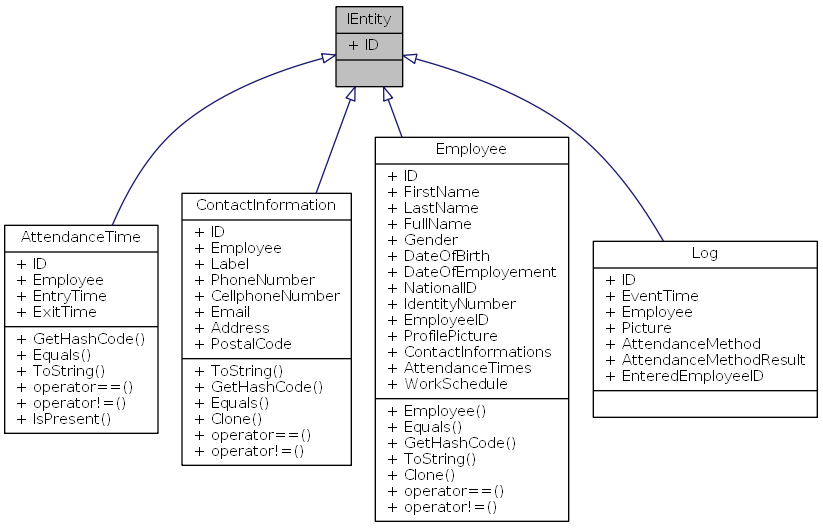 IEntity
+ ID
AttendanceTime
+ ID
+ Employee
+ EntryTime
+ ExitTime
+ GetHashCode()
+ Equals()
+ ToString()
+ operator==()
+ operator!=()
+ IsPresent()
ContactInformation
+ ID
+ Employee
+ Label
+ PhoneNumber
+ CellphoneNumber
+ Email
+ Address
+ PostalCode
+ ToString()
+ GetHashCode()
+ Equals()
+ Clone()
+ operator==()
+ operator!=()
Employee
+ ID
+ FirstName
+ LastName
+ FullName
+ Gender
+ DateOfBirth
+ DateOfEmployement
+ NationalID
+ IdentityNumber
+ EmployeeID
+ ProfilePicture
+ ContactInformations
+ AttendanceTimes
+ WorkSchedule
+ Employee()
+ Equals()
+ GetHashCode()
+ ToString()
+ Clone()
+ operator==()
+ operator!=()
Log
+ ID
+ EventTime
+ Employee
+ Picture
+ AttendanceMethod
+ AttendanceMethodResult
+ EnteredEmployeeID